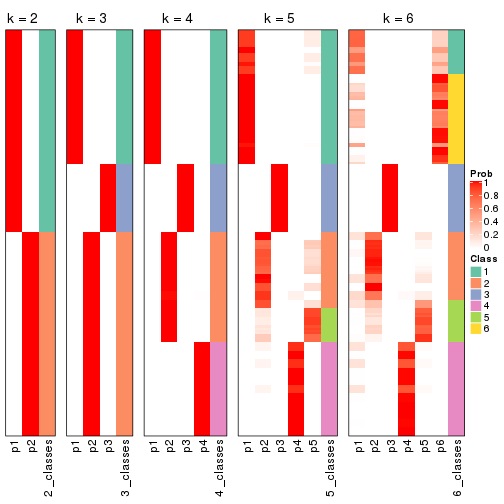 k = 2
k = 3
k = 4
k = 5
k = 6
p1
p2
2_classes
p1
p2
p3
3_classes
p1
p2
p3
p4
4_classes
p1
p2
p3
p4
p5
5_classes
p1
p2
p3
p4
p5
p6
6_classes
Prob
1
0.8
0.6
0.4
0.2
0
Class
1
2
3
4
5
6